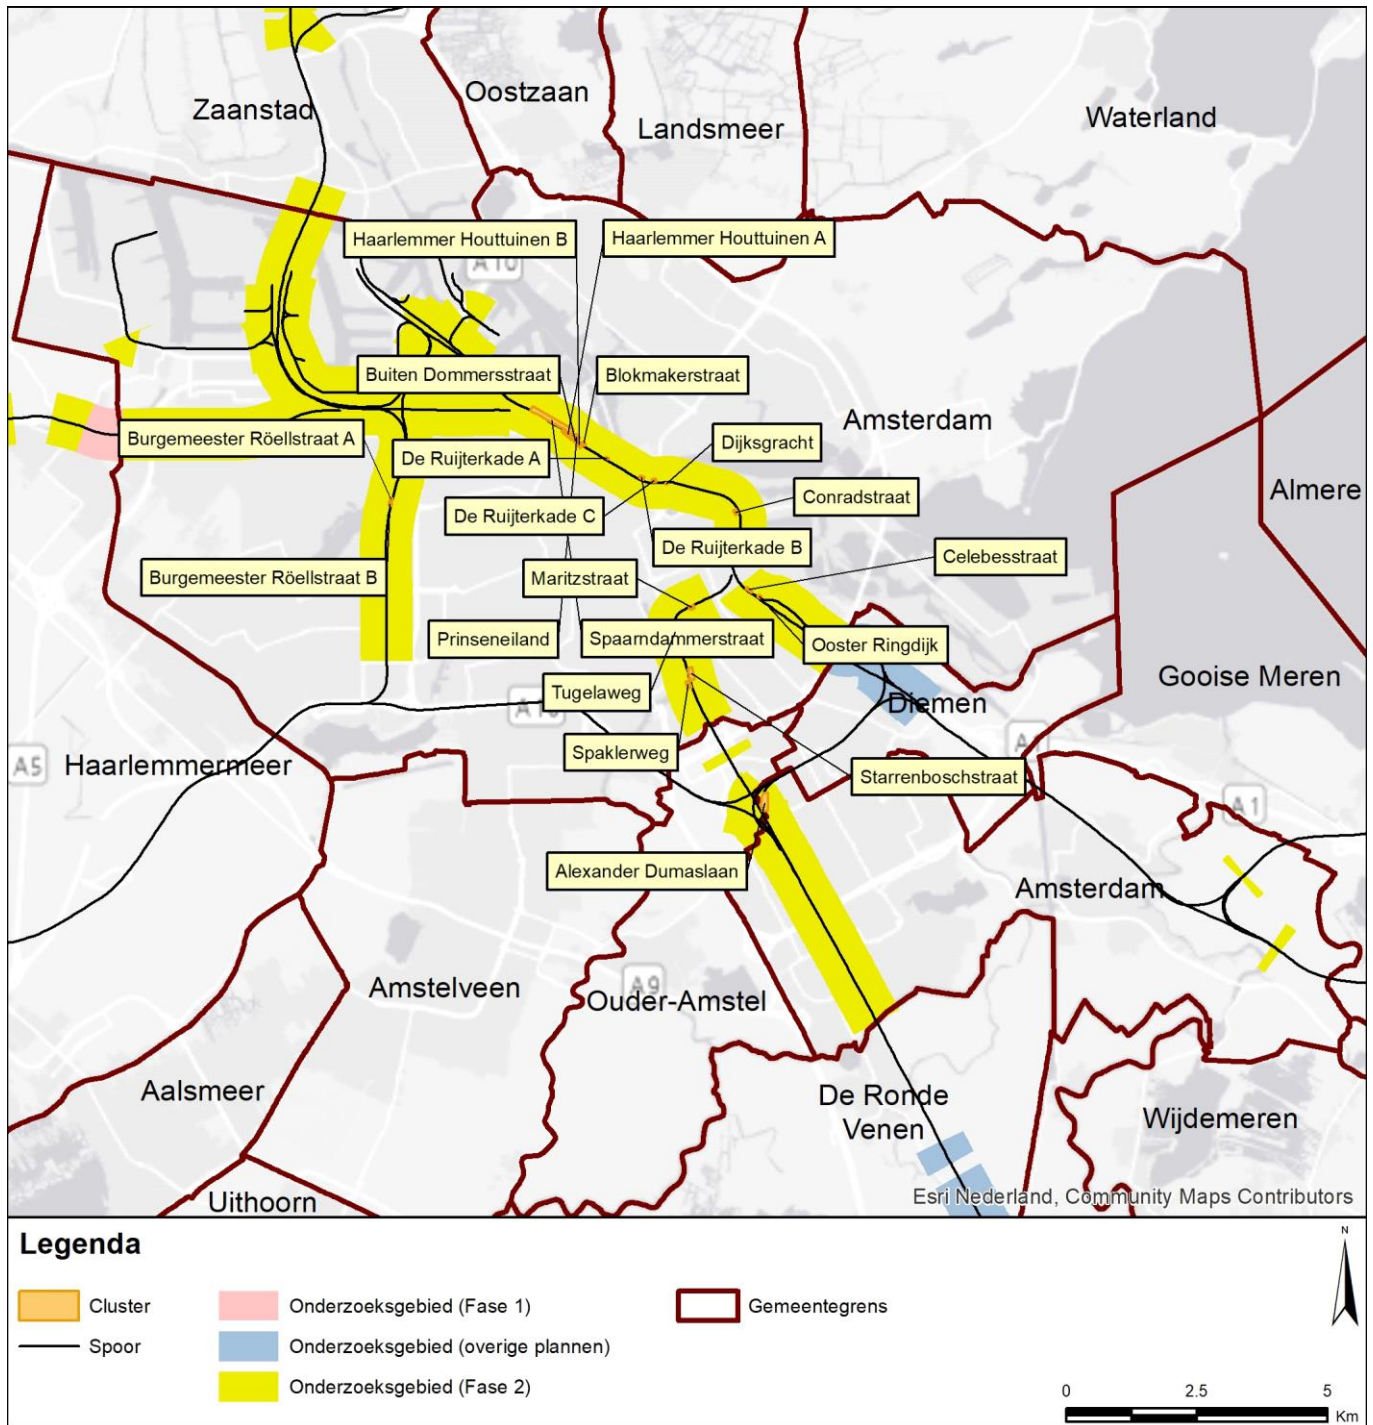 Oostzaan
Zaanstad
Landsmeer
Waterland
Haarlemmer Houttuinen B
Haarlemmer Houttuinen A
A10
Buiten Dommersstraat
Blokmakerstraat
Amsterdam
Burgemeester Röellstraat A
De Ruijterkade A
Dijksgracht
Almere
Conradstraat
De Ruijterkade C
De Ruijterkade B
Celebesstraat
Burgemeester Röellstraat B
Maritzstraat
Prinseneiland
Spaarndammerstraat
Ooster Ringdijk
Gooise Meren
Tugelaweg
Diemen
A10
Spaklerweg
A5
Haarlemmermeer
Starrenboschstraat
A1
Alexander Dumaslaan
Amsterdam
Amstelveen
A9
Ouder-Amstel
Aalsmeer
De Ronde
Venen
Wijdemeren
Uithoorn
Esri Nederland, Community Maps Contributors
Legenda
N
Cluster
Onderzoeksgebied (Fase 1)
Gemeentegrens
Spoor
Onderzoeksgebied (overige plannen)
Onderzoeksgebied (Fase 2)
0 2.5 5
Km